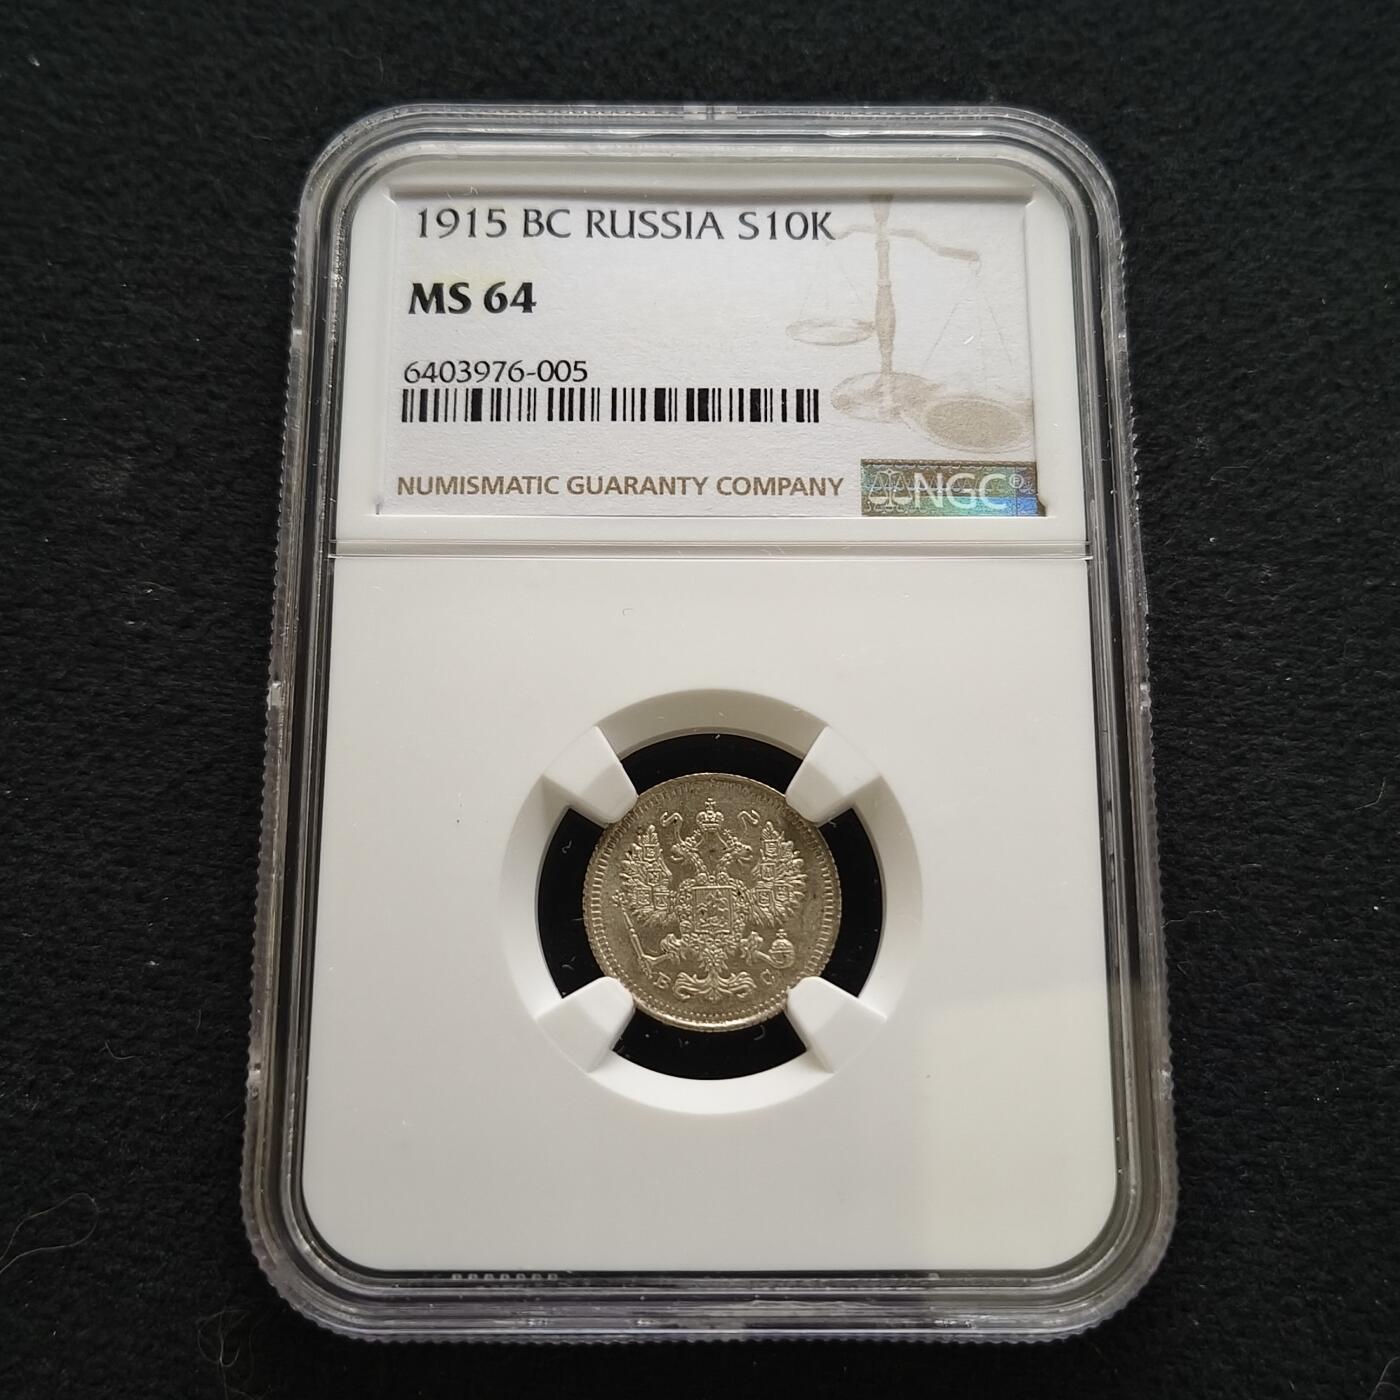 1915 BC RUSSIA S10K
MS 64
6403976-005
NUMISMATIC GUARANTY COMPANY NGC®
В С